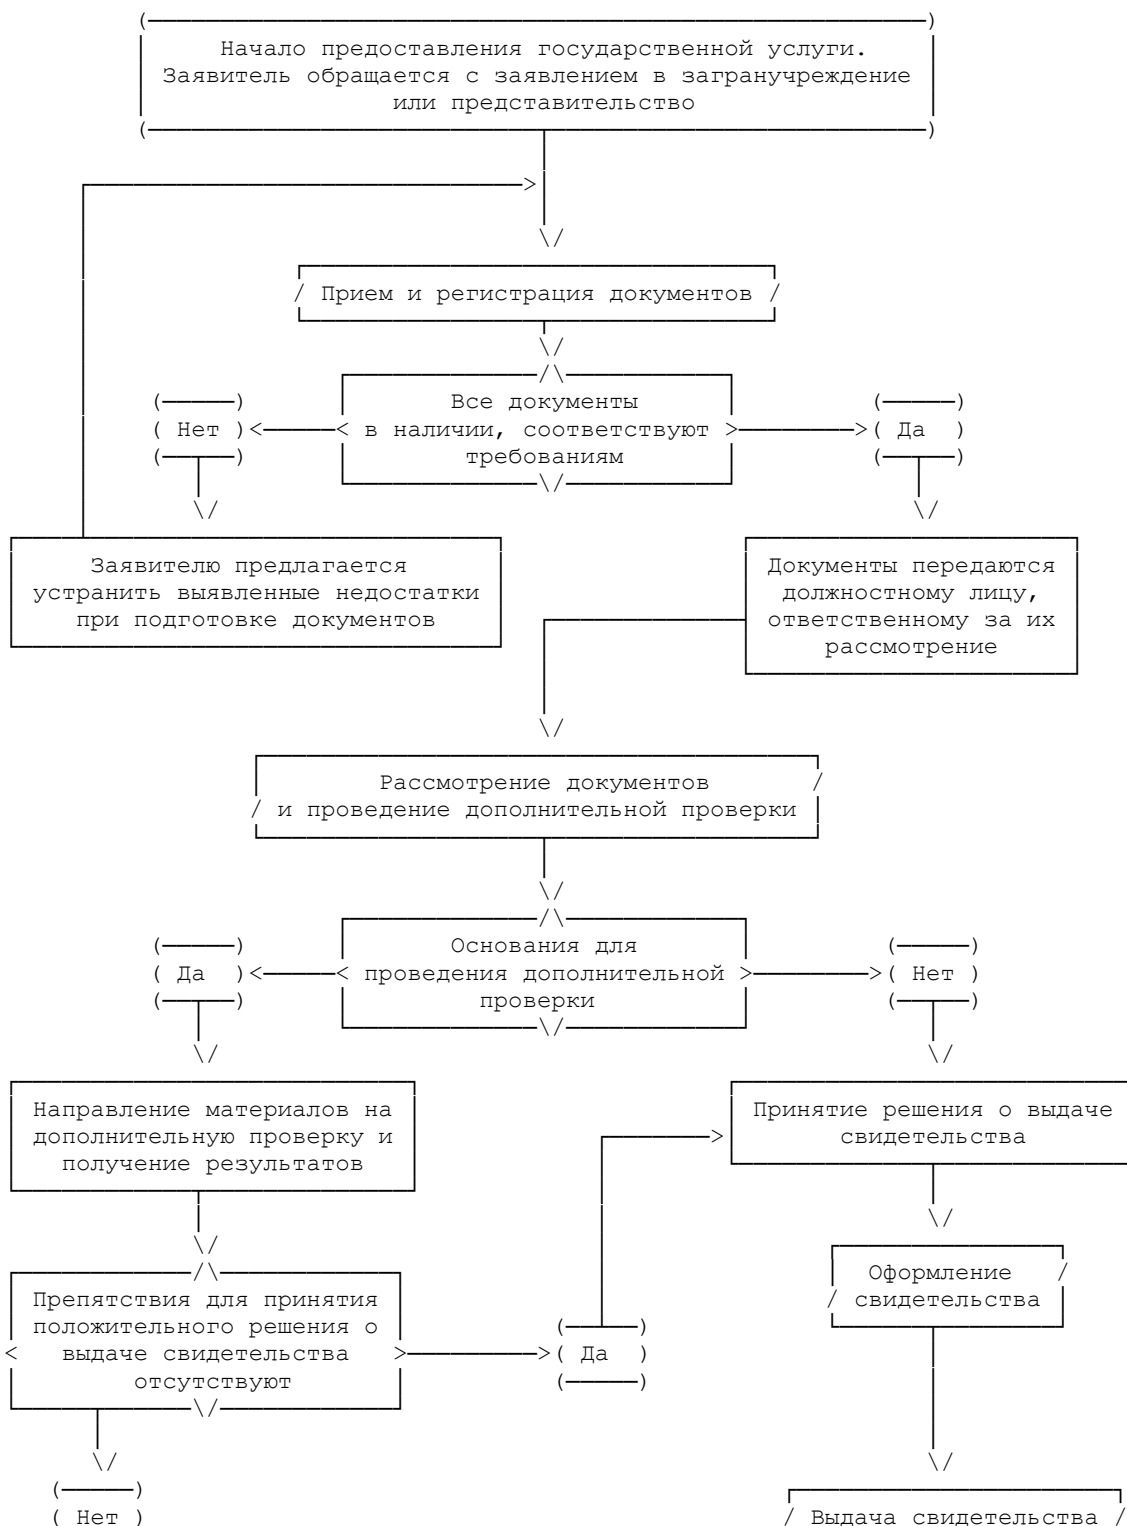 Начало предоставления государственной услуги.
Заявитель обращается с заявлением в загранучреждение
или представительство
Прием и регистрация документов
Все документы
в наличии, соответствуют
требованиям
Нет
Да
Заявителю предлагается
устранить выявленные недостатки
при подготовке документов
Документы передаются
должностному лицу,
ответственному за их
рассмотрение
Рассмотрение документов
и проведение дополнительной проверки
Основания для
проведения дополнительной
проверки
Да
Нет
Направление материалов на
дополнительную проверку и
получение результатов
Принятие решения о выдаче
свидетельства
Препятствия для принятия
положительного решения о
выдаче свидетельства
отсутствуют
Да
Оформление
свидетельства
Нет
Выдача свидетельства